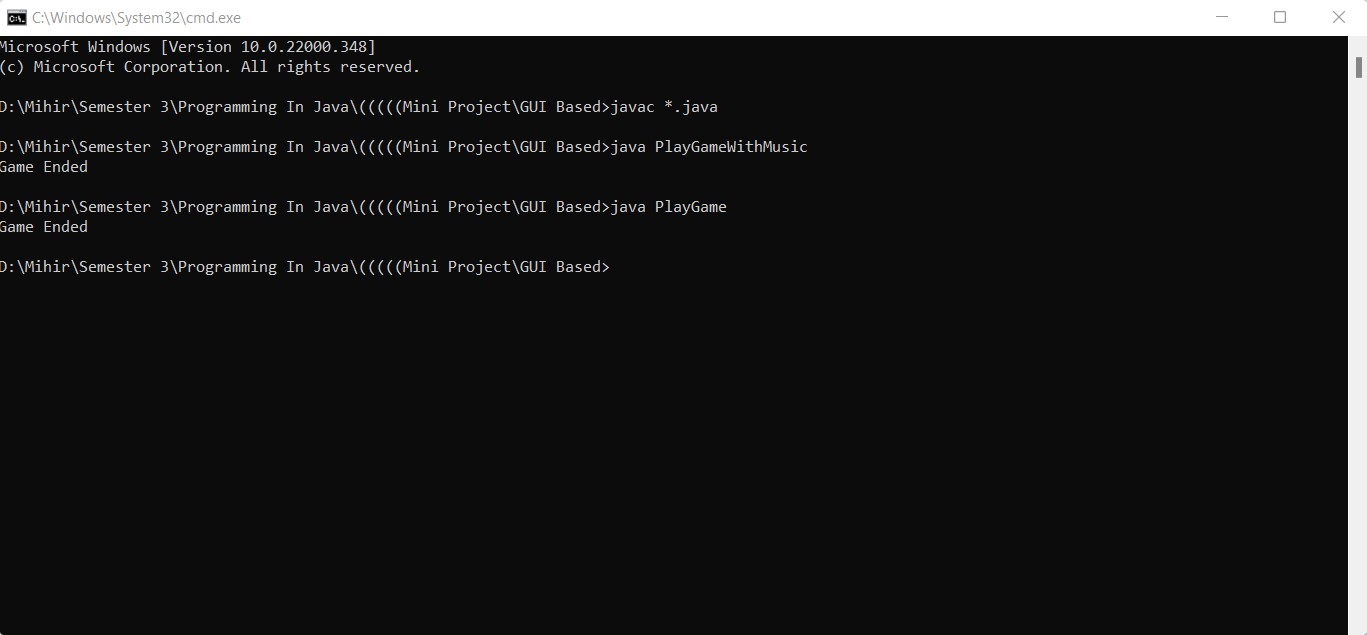 C:\Windows\System32\cmd.exe
Microsoft Windows [Version 10.0.22000.348]
(c) Microsoft Corporation. All rights reserved.
D:\Mihir\Semester 3\Programming In Java\(((((Mini Project\GUI Based>javac *.java
D:\Mihir\Semester 3\Programming In Java\(((((Mini Project\GUI Based>java PlayGameWithMusic
Game Ended
D:\Mihir\Semester 3\Programming In Java\(((((Mini Project\GUI Based>java PlayGame
Game Ended
D:\Mihir\Semester 3\Programming In Java\(((((Mini Project\GUI Based>